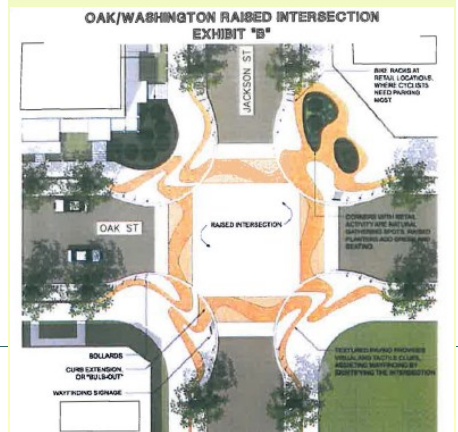 OAK/WASHINGTON RAISED INTERSECTION
EXHIBIT "B"
JACKSON ST
BIKE RACKS AT
RETAIL LOCATIONS,
WHERE CYCLISTS
NEED PARKING
MOST
RAISED INTERSECTION
OAK ST
CORNERS WITH RETAIL
ACTIVITY ARE NATURAL
GATHERING SPOTS. RAISED
PLANTERS ADD GREEN AND
SEATING.
BOLLARDS
CURB EXTENSION,
OR "BULB-OUT"
WAYFINDING SIGNAGE
TEXTURED PAVING PROVIDES
VISUAL AND TACTILE CLUES,
ASSISTING WAYFINDING BY
IDENTIFYING THE INTERSECTION